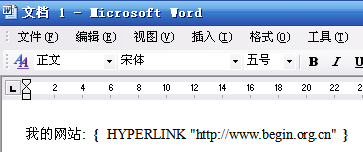 文档 1 - Microsoft Word
文件(F) 编辑(E) 视图(V) 插入(I) 格式(O) 工具(T)
正文 宋体 五号 B I U
L 2 4 6 8 10 12 14 16 18 20 22
我的网站: { HYPERLINK "http://www.begin.org.cn" }